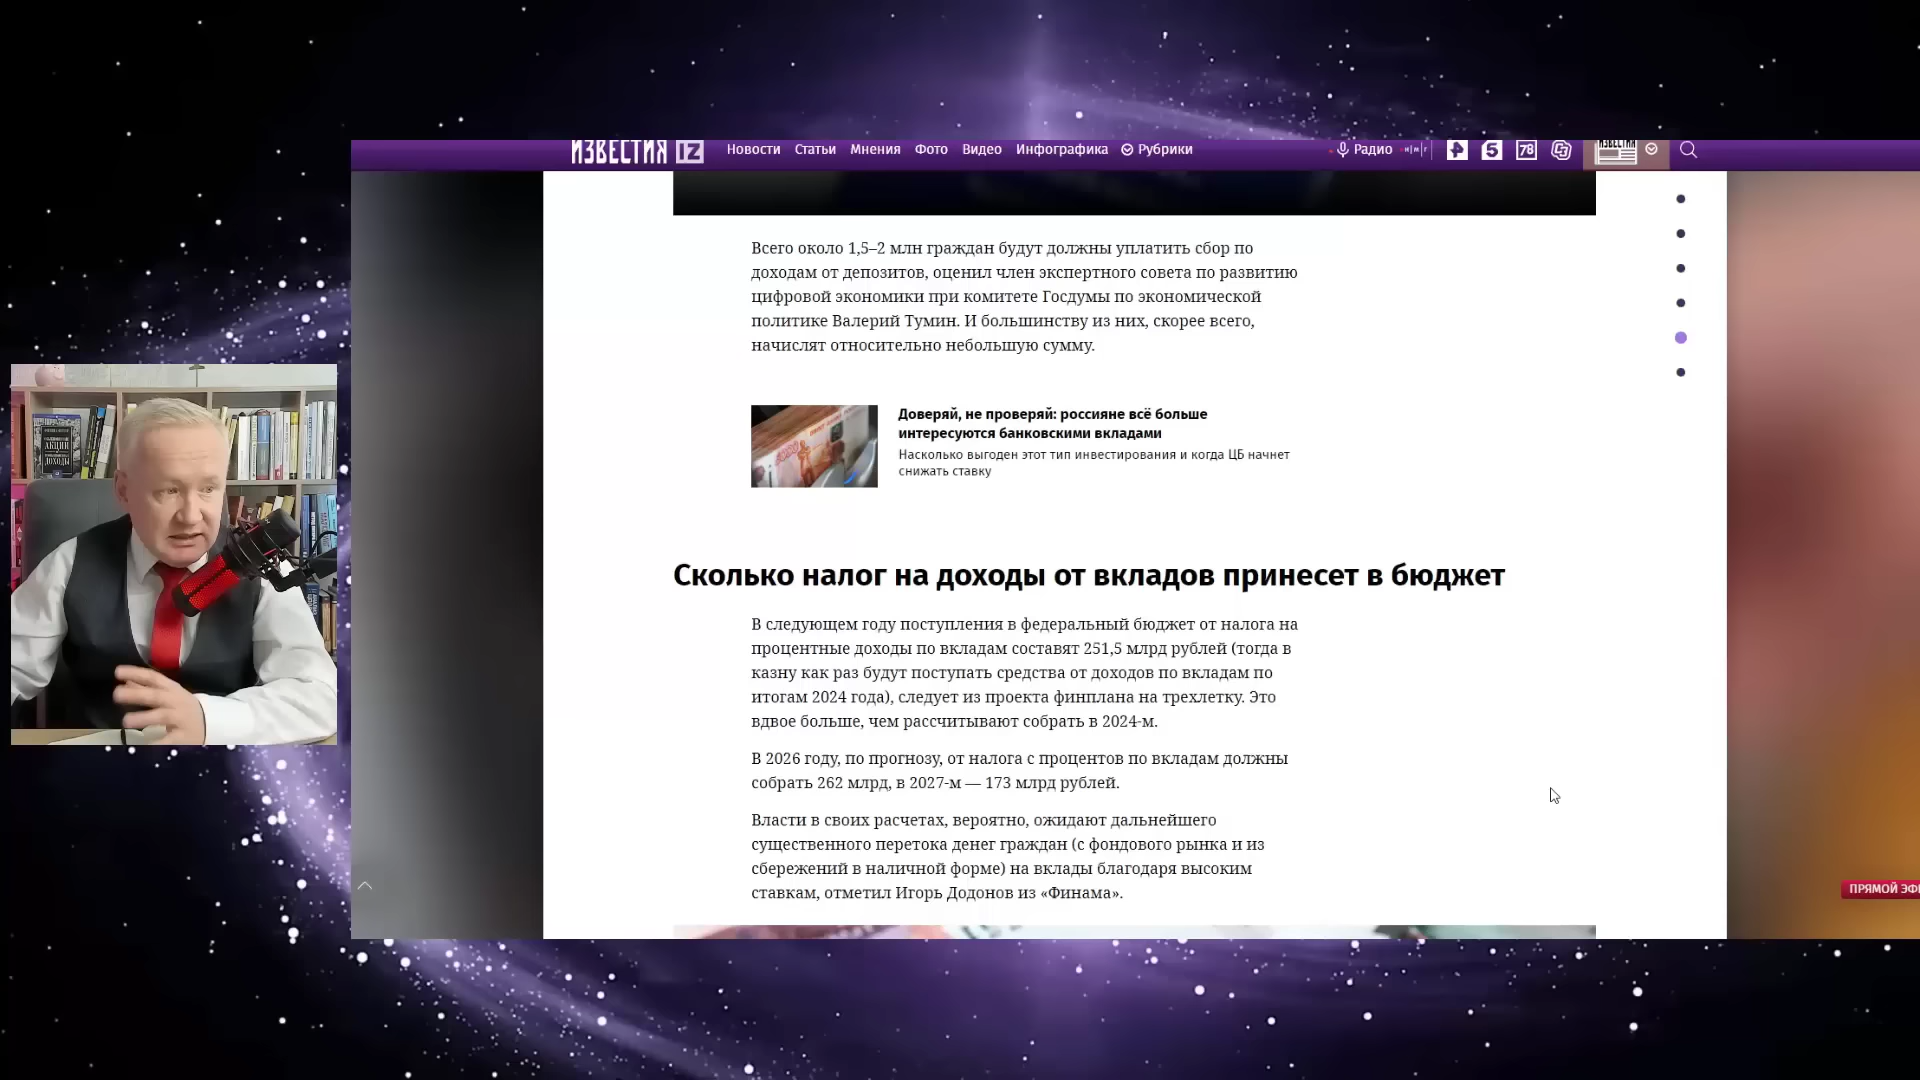 ИЗВЕСТИЯ IZ Новости Статьи Мнения Фото Видео Инфографика Рубрики Радио 5 78 ИЗВЕСТИЯ
Всего около 1,5–2 млн граждан будут должны уплатить сбор по
доходам от депозитов, оценил член экспертного совета по развитию
цифровой экономики при комитете Госдумы по экономической
политике Валерий Тумин. И большинству из них, скорее всего,
начислят относительно небольшую сумму.
Доверяй, не проверяй: россияне всё больше
интересуются банковскими вкладами
Насколько выгоден этот тип инвестирования и когда ЦБ начнет
снижать ставку
АКЦИИ
ДОХОДЫ
Сколько налог на доходы от вкладов принесет в бюджет
В следующем году поступления в федеральный бюджет от налога на
процентные доходы по вкладам составят 251,5 млрд рублей (тогда в
казну как раз будут поступать средства от доходов по вкладам по
итогам 2024 года), следует из проекта финплана на трехлетку. Это
вдвое больше, чем рассчитывают собрать в 2024-м.
В 2026 году, по прогнозу, от налога с процентов по вкладам должны
собрать 262 млрд, в 2027-м — 173 млрд рублей.
Власти в своих расчетах, вероятно, ожидают дальнейшего
существенного перетока денег граждан (с фондового рынка и из
сбережений в наличной форме) на вклады благодаря высоким
ставкам, отметил Игорь Додонов из «Финама».
ПРЯМОЙ ЭФ